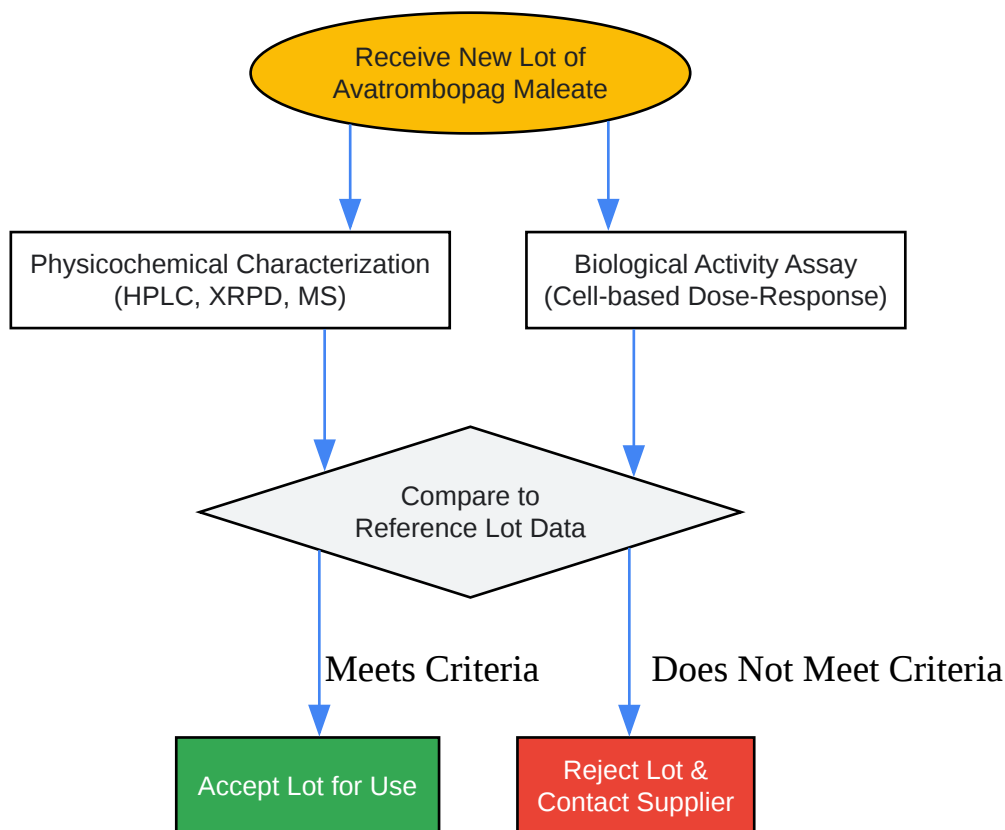 Receive New Lot of
Avatrombopag Maleate
Physicochemical Characterization
(HPLC, XRPD, MS)
Biological Activity Assay
(Cell-based Dose-Response)
Compare to
Reference Lot Data
Meets Criteria
Does Not Meet Criteria
Accept Lot for Use
Reject Lot &
Contact Supplier